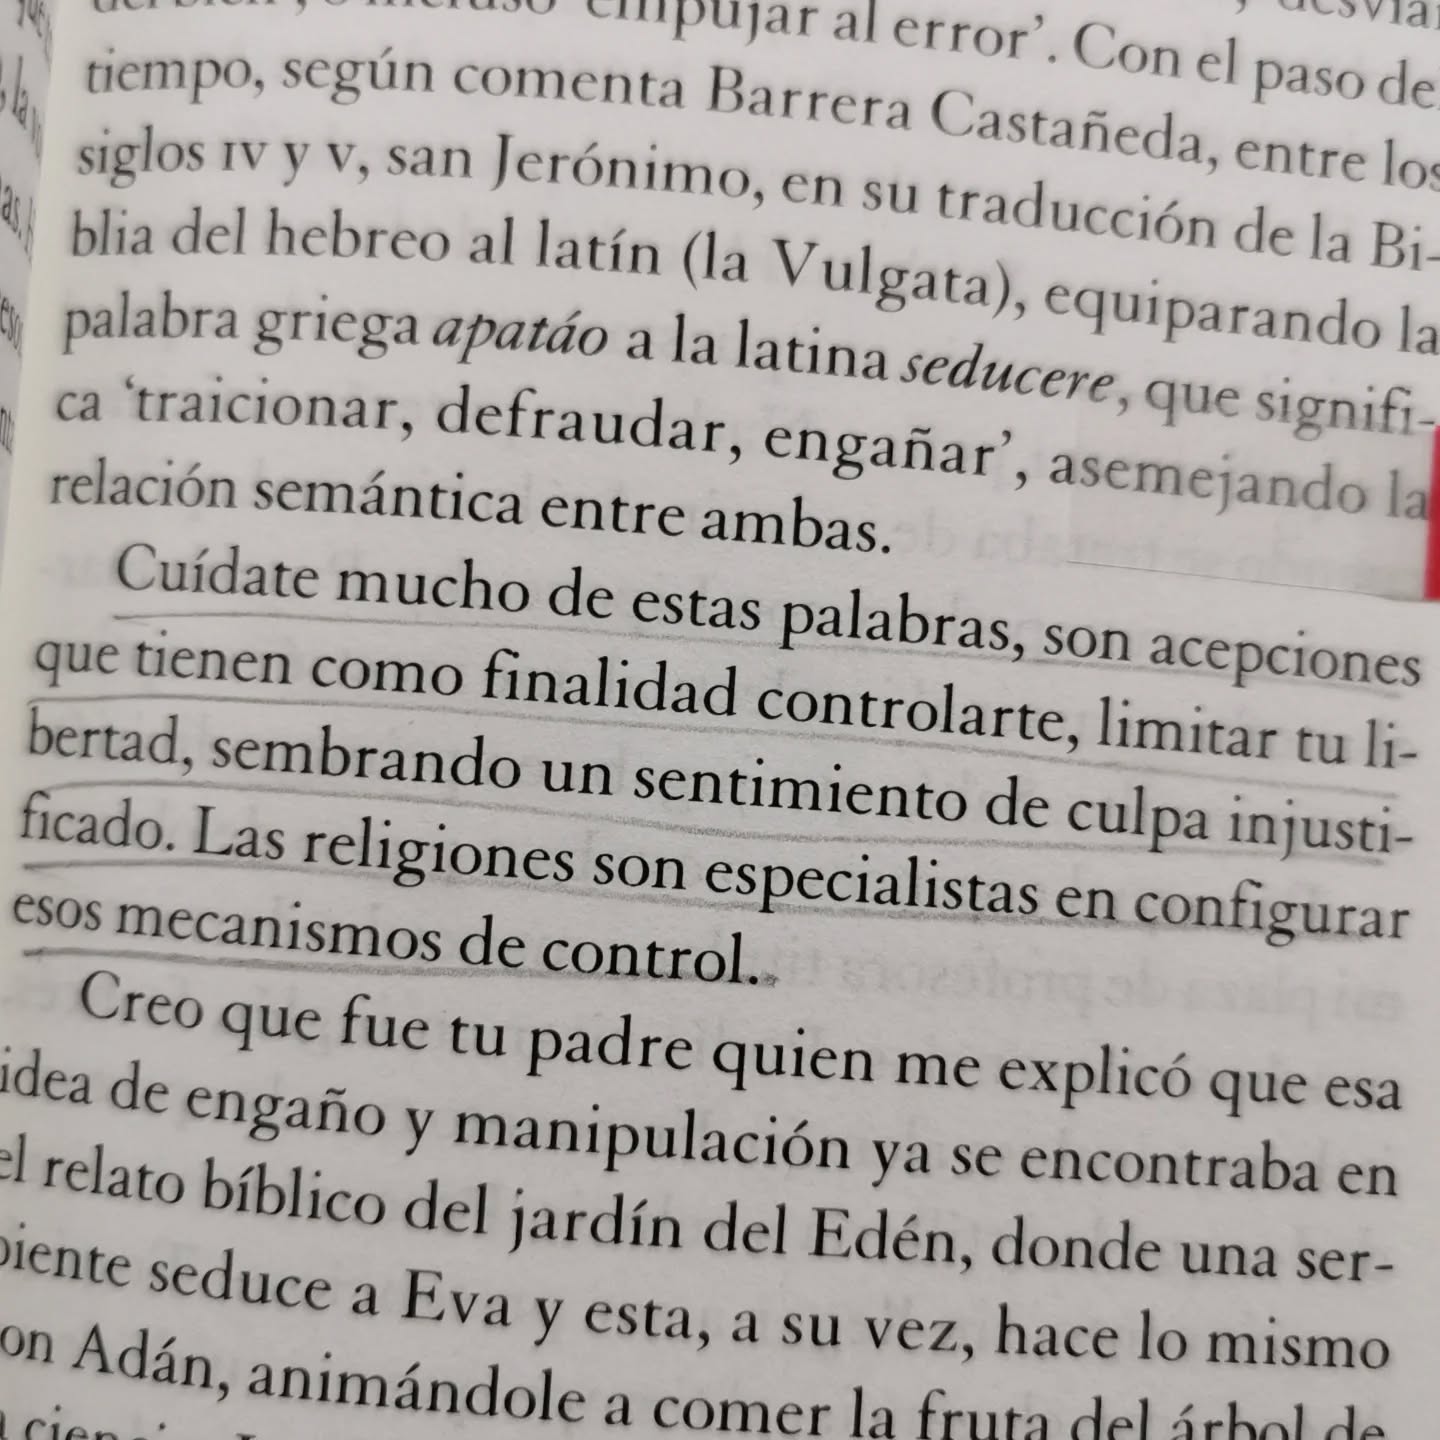 empujar al error’. Con el paso de
tiempo, según comenta Barrera Castañeda, entre los
siglos IV y V, san Jerónimo, en su traducción de la Bi-
blia del hebreo al latín (la Vulgata), equiparando la
palabra griega apatáo a la latina seducere, que signifi-
ca ‘traicionar, defraudar, engañar’, asemejando la
relación semántica entre ambas.
Cuídate mucho de estas palabras, son acepciones
que tienen como finalidad controlarte, limitar tu li-
bertad, sembrando un sentimiento de culpa injusti-
ficado. Las religiones son especialistas en configurar
esos mecanismos de control.
Creo que fue tu padre quien me explicó que esa
idea de engaño y manipulación ya se encontraba en
el relato bíblico del jardín del Edén, donde una ser-
piente seduce a Eva y esta, a su vez, hace lo mismo
on Adán, animándole a comer la fruta del árbol de